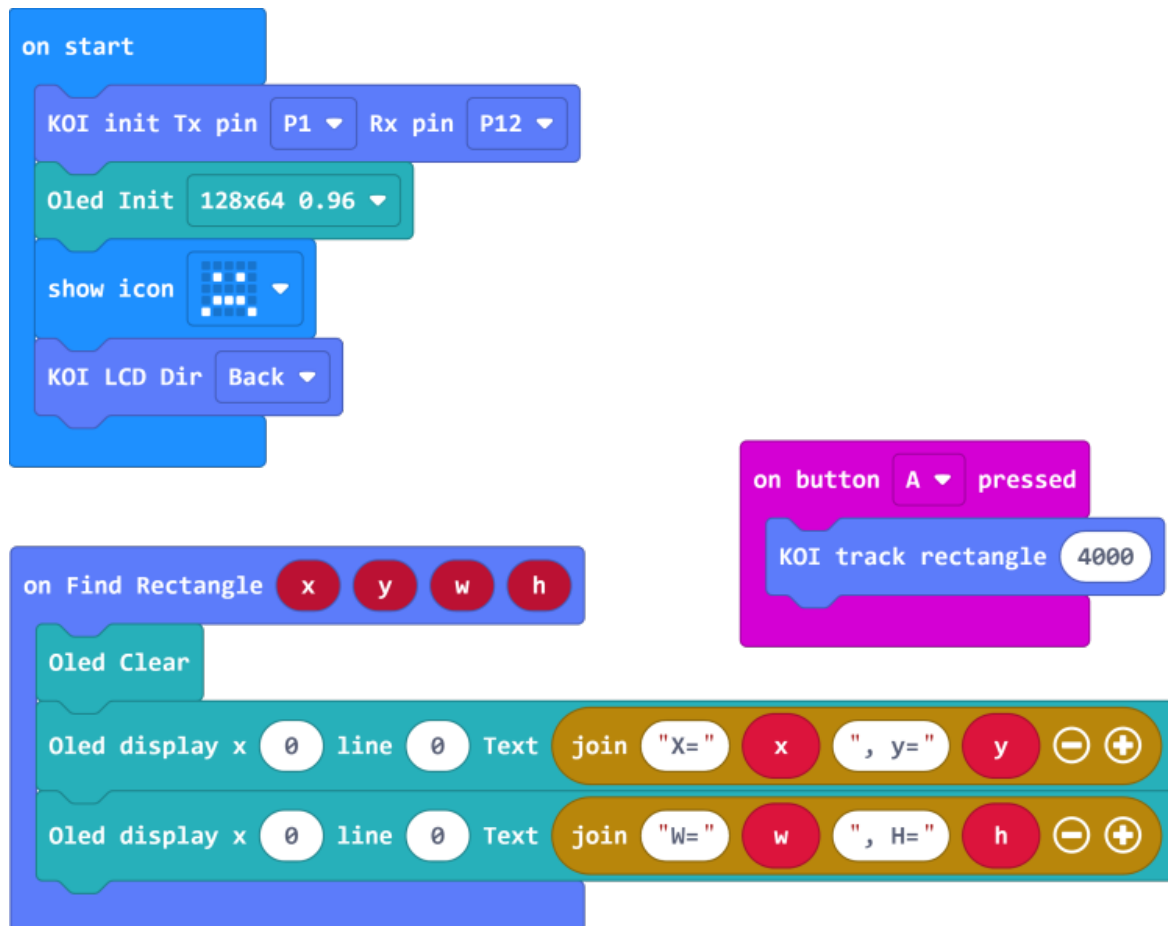 on start
KOI init Tx pin P1 Rx pin P12
Oled Init 128x64 0.96
show icon
KOI LCD Dir Back
on button A pressed
KOI track rectangle 4000
on Find Rectangle x y w h
Oled Clear
Oled display x 0 line 0 Text join "X=" x ", y=" y
Oled display x 0 line 0 Text join "W=" w ", H=" h